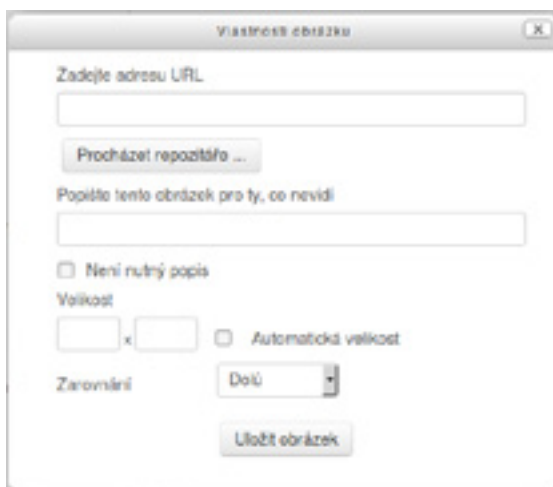 Vlastnosti obrázku
Zadejte adresu URL
Procházet repozitáře ...
Popište tento obrázek pro ty, co nevidí
Není nutný popis
Velikost
x Automatická velikost
Zarovnání Dolů
Uložit obrázek